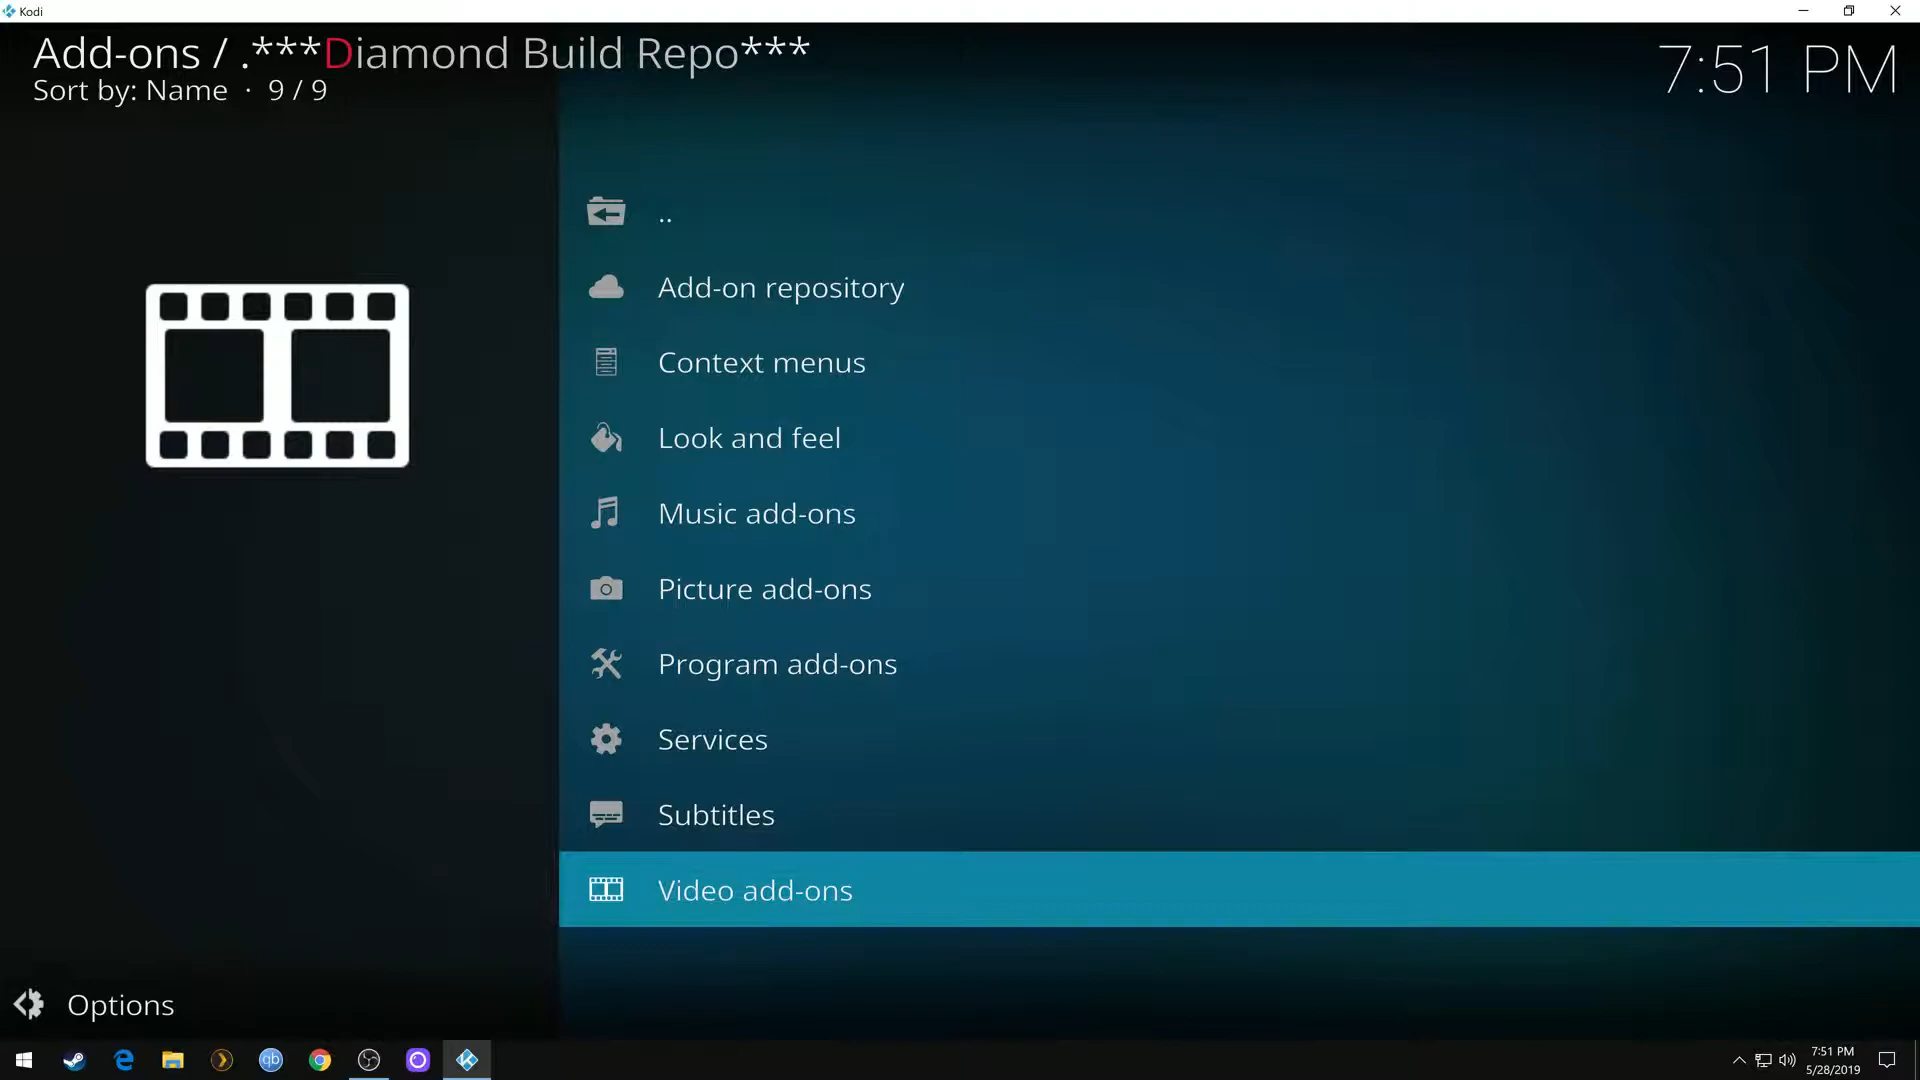 Kodi
Add-ons / .***Diamond Build Repo***
Sort by: Name · 9 / 9
7:51 PM
..
Add-on repository
Context menus
Look and feel
Music add-ons
Picture add-ons
Program add-ons
Services
Subtitles
Video add-ons
Options
qb
7:51 PM
5/28/2019